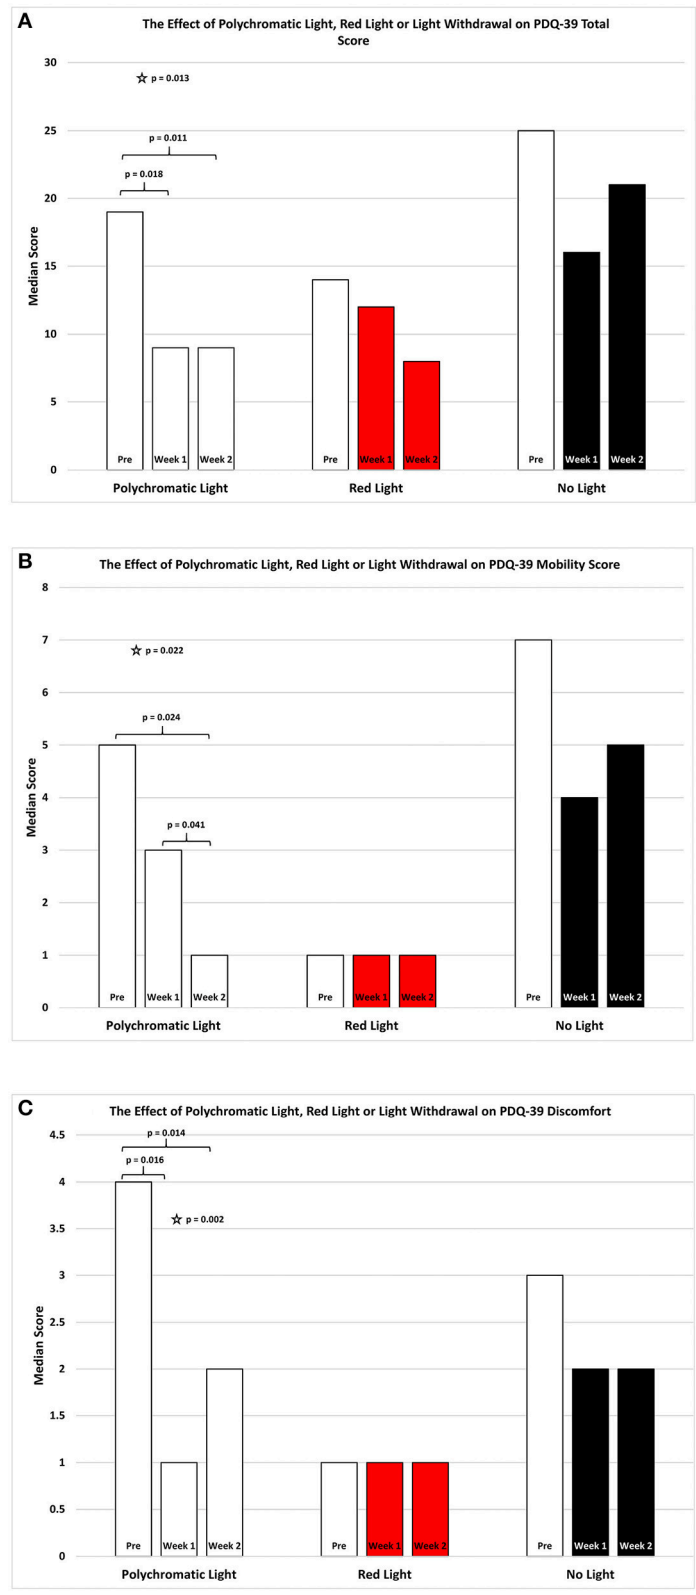 A
The Effect of Polychromatic Light, Red Light or Light Withdrawal on PDQ-39 Total
Score
30
☆ p = 0.013
25
p = 0.011
p = 0.018
20
15
10
5
0
Median Score
Pre
Week 1
Week 2
Pre
Week 1
Week 2
Pre
Week 1
Week 2
Polychromatic Light
Red Light
No Light
B
The Effect of Polychromatic Light, Red Light or Light Withdrawal on PDQ-39 Mobility Score
8
7
☆ p = 0.022
6
p = 0.024
5
4
p = 0.041
3
2
1
0
Median Score
Pre
Week 1
Week 2
Pre
Week 1
Week 2
Pre
Week 1
Week 2
Polychromatic Light
Red Light
No Light
C
The Effect of Polychromatic Light, Red Light or Light Withdrawal on PDQ-39 Discomfort
4.5
p = 0.014
p = 0.016
4
☆ p = 0.002
3.5
3
2.5
2
1.5
1
0.5
0
Median Score
Pre
Week 1
Week 2
Pre
Week 1
Week 2
Pre
Week 1
Week 2
Polychromatic Light
Red Light
No Light